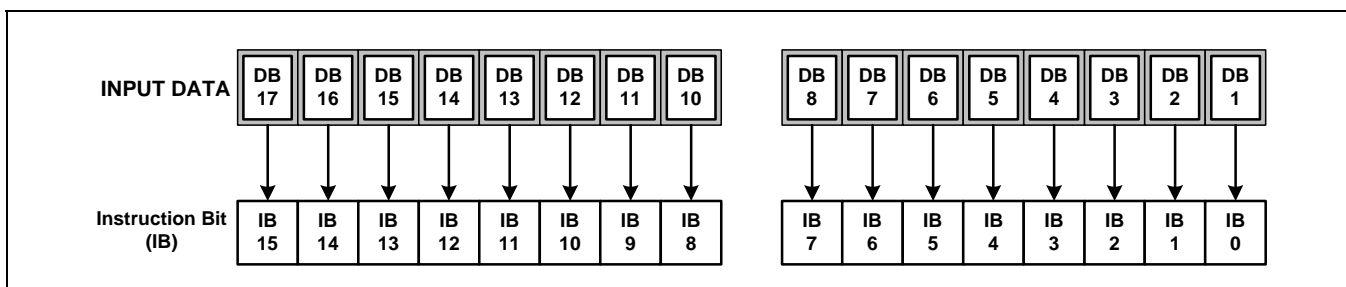 INPUT DATA
DB 17 DB 16 DB 15 DB 14 DB 13 DB 12 DB 11 DB 10 DB 8 DB 7 DB 6 DB 5 DB 4 DB 3 DB 2 DB 1
Instruction Bit (IB)
IB 15 IB 14 IB 13 IB 12 IB 11 IB 10 IB 9 IB 8 IB 7 IB 6 IB 5 IB 4 IB 3 IB 2 IB 1 IB 0